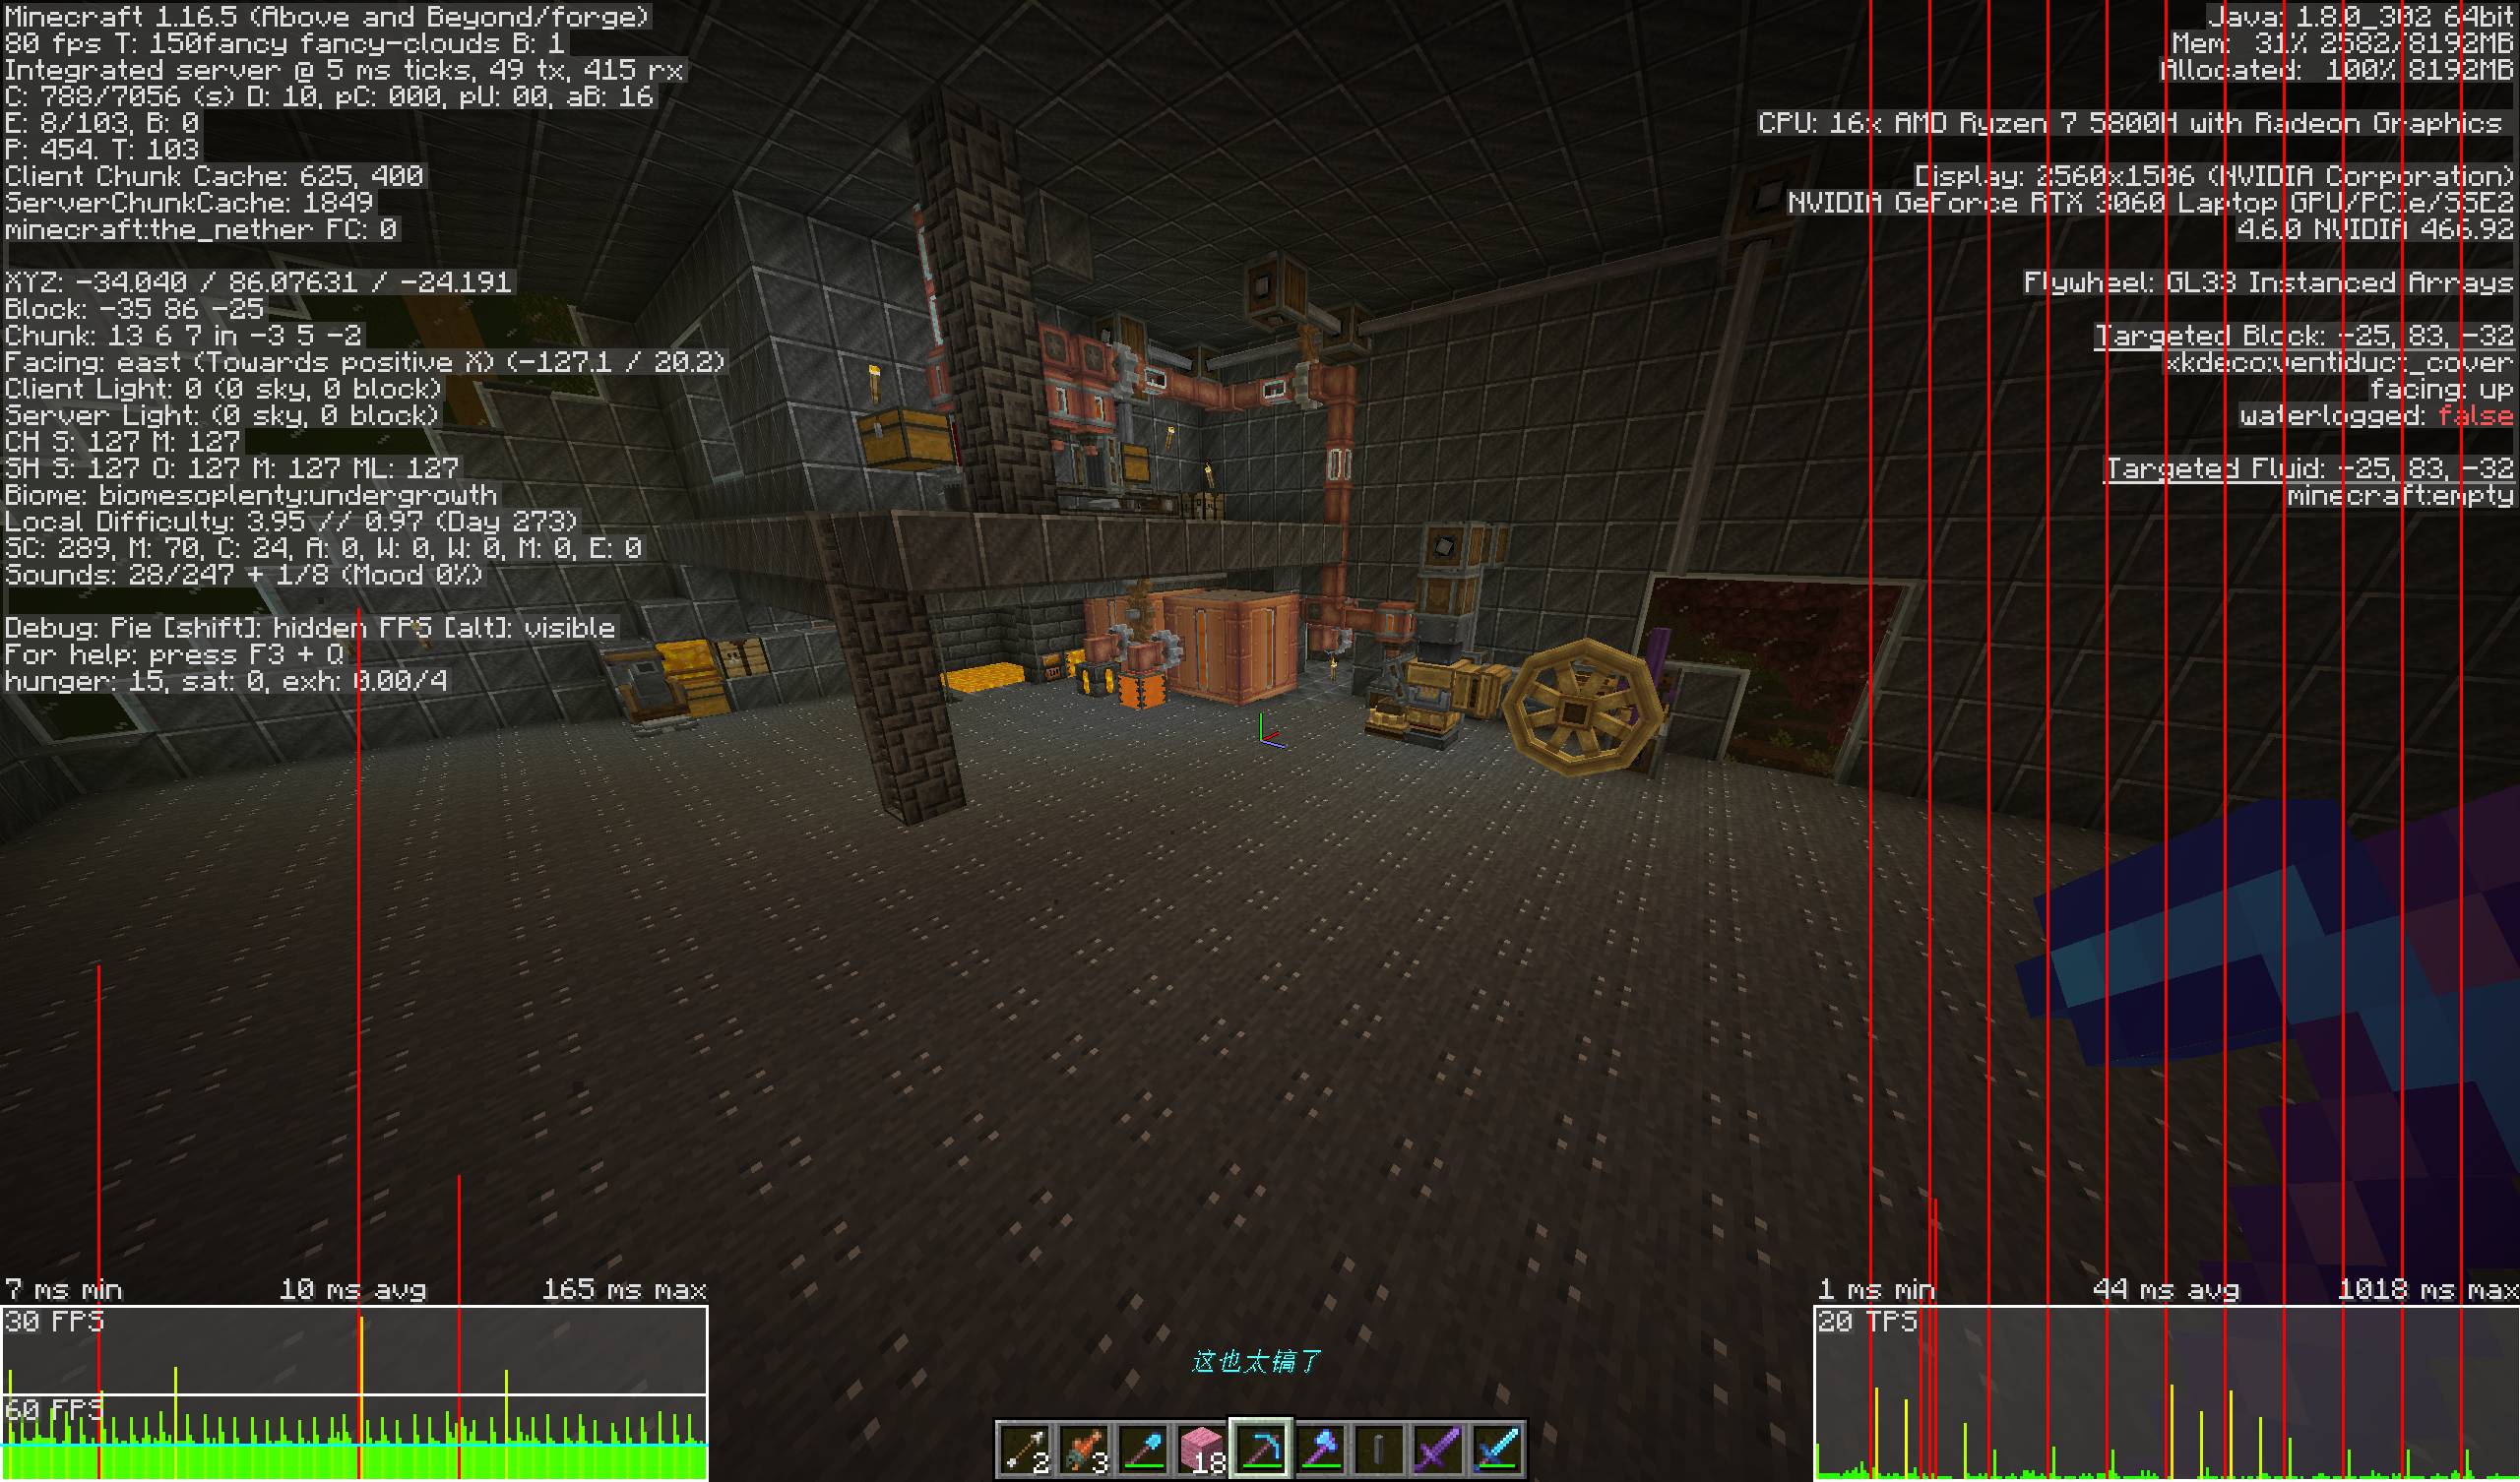 Minecraft 1.16.5 (Above and Beyond/forge)
80 fps T: 150fancy fancy-clouds B: 1
Integrated server @ 5 ms ticks, 49 tx, 415 rx
C: 788/7056 (s) D: 10, pC: 000, pU: 00, aB: 16
E: 8/103, B: 0
P: 454. T: 103
Client Chunk Cache: 625, 400
ServerChunkCache: 1849
minecraft:the_nether FC: 0
XYZ: -34.040 / 86.07631 / -24.191
Block: -35 86 -25
Chunk: 13 6 7 in -3 5 -2
Facing: east (Towards positive X) (-127.1 / 20.2)
Client Light: 0 (0 sky, 0 block)
Server Light: (0 sky, 0 block)
CH S: 127 M: 127
SH S: 127 O: 127 M: 127 ML: 127
Biome: biomesoplenty:undergrowth
Local Difficulty: 3.95 // 0.97 (Day 273)
SC: 289, M: 70, C: 24, A: 0, W: 0, W: 0, M: 0, E: 0
Sounds: 28/247 + 1/8 (Mood 0%)
Debug: Pie [shift]: hidden FPS [alt]: visible
For help: press F3 + Q
hunger: 15, sat: 0, exh: 0.00/4
Java: 1.8.0_302 64bit
Mem: 31% 2582/8192MB
Allocated: 100% 8192MB
CPU: 16x AMD Ryzen 7 5800H with Radeon Graphics
Display: 2560x1506 (NVIDIA Corporation)
NVIDIA GeForce RTX 3060 Laptop GPU/PCIe/SSE2
4.6.0 NVIDIA 466.92
Flywheel: GL33 Instanced Arrays
Targeted Block: -25, 83, -32
xkdeco:ventiduct_cover
facing: up
waterlogged: false
Targeted Fluid: -25, 83, -32
minecraft:empty
7 ms min 10 ms avg 165 ms max
30 FPS
60 FPS
这也太镐了
2 3 18
1 ms min 44 ms avg 1018 ms max
20 TPS